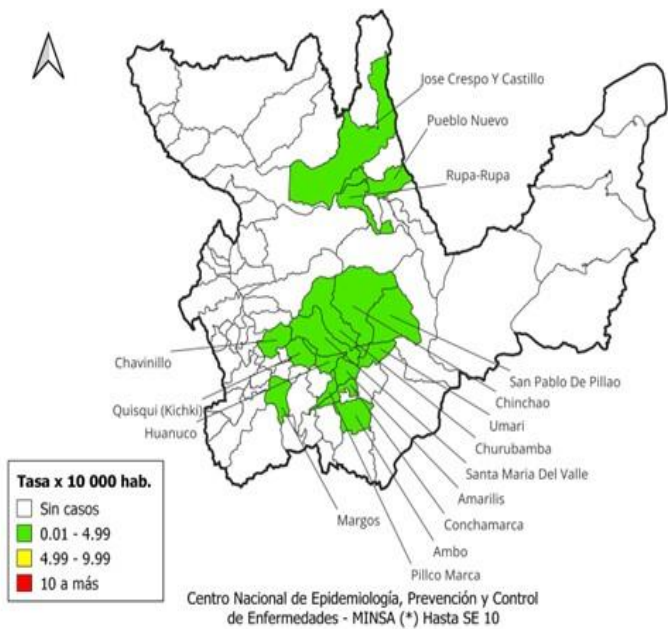 Jose Crespo Y Castillo
Pueblo Nuevo
Rupa-Rupa
Chavinillo
San Pablo De Pillao
Chinchao
Quisqui (Kichki)
Umari
Huanuco
Churubamba
Santa Maria Del Valle
Amarilis
Margos
Conchamarca
Ambo
Pillco Marca
Tasa x 10 000 hab.
Sin casos
0.01 - 4.99
4.99 - 9.99
10 a más
Centro Nacional de Epidemiología, Prevención y Control
de Enfermedades - MINSA (*) Hasta SE 10